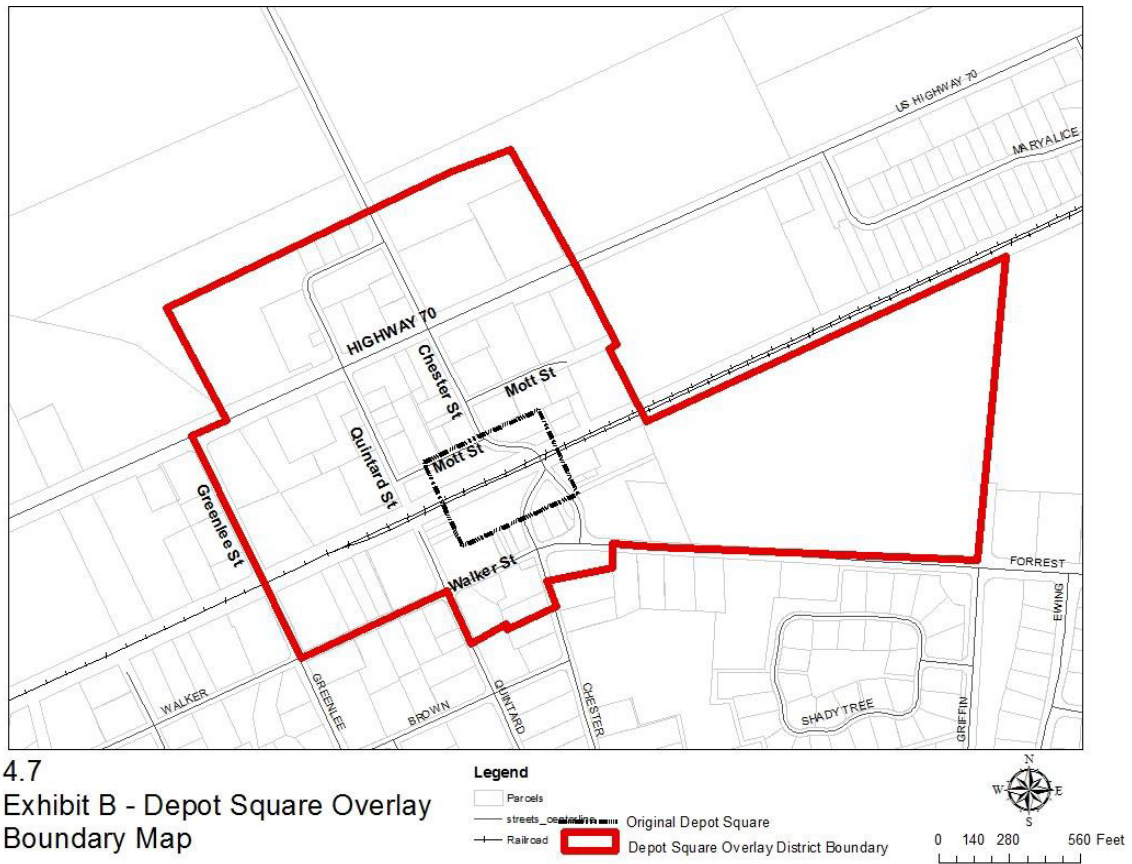 US HIGHWAY 70
MARYALICE
HIGHWAY 70
Chester St
Mott St
Quintard St
Mott St
Greenlee St
Walker St
FORREST
EWING
WALKER
GREENLEE
BROWN
QUINTARD
CHESTER
SHADY TREE
GRIFFIN
4.7
Exhibit B - Depot Square Overlay
Boundary Map
Legend
Parcels
streets_centerline
Railroad
Original Depot Square
Depot Square Overlay District Boundary
N
W E
S
0 140 280 560 Feet